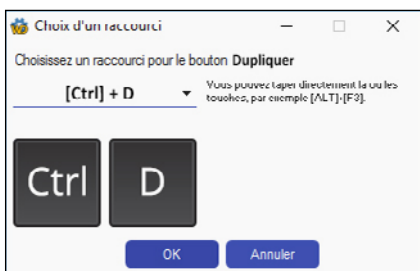 Choix d'un raccourci
Choisissez un raccourci pour le bouton Dupliquer
[Ctrl] + D
Vous pouvez taper directement la ou les
touches, par exemple [ALT]+[F3].
Ctrl
D
OK
Annuler